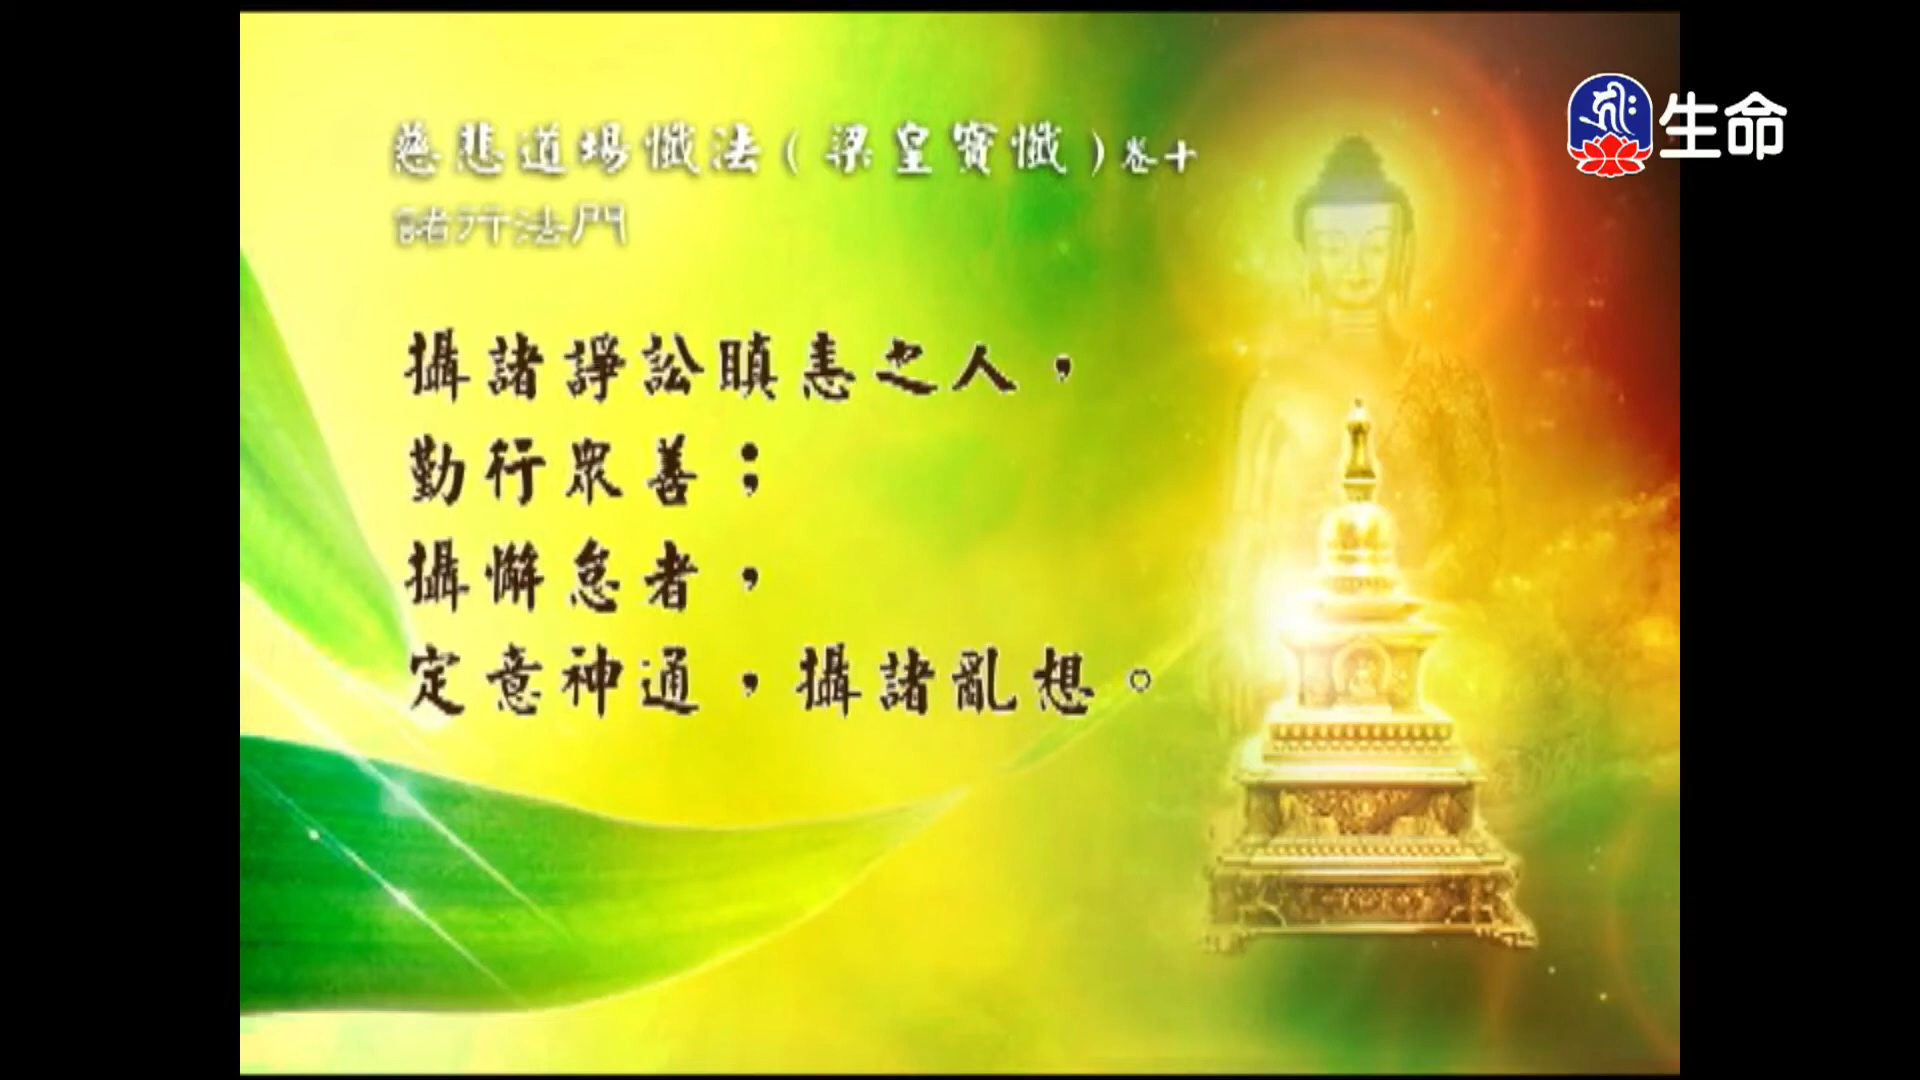 生命
慈悲道場懺法(梁皇寶懺)卷十
諸行法門
攝諸諍訟瞋恚之人，
勤行眾善；
攝懈怠者，
定意神通，攝諸亂想。